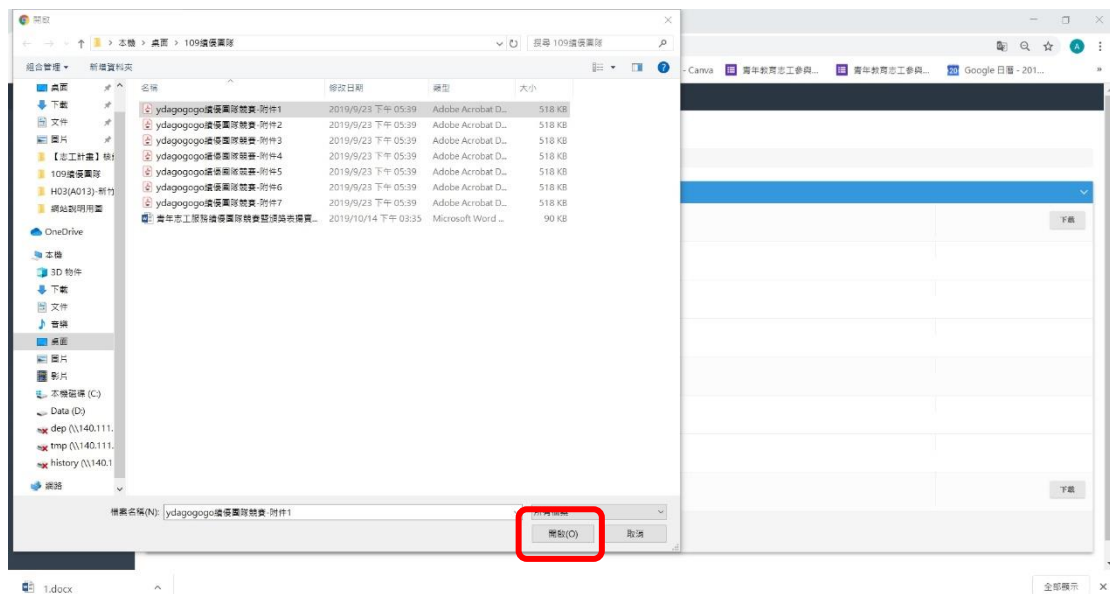 開啟
本機 › 桌面 › 109績優團隊
搜尋 109績優團隊
組合管理 新增資料夾
- Canva 青年教育志工參與... 青年教育志工參與... Google 日曆 - 201...
名稱 修改日期 類型 大小
桌面
下載
文件
圖片
109績優團隊
網站說明用圖
OneDrive
本機
3D 物件
下載
文件
音樂
桌面
圖片
影片
本機磁碟 (C:)
Data (D:)
dep (\\140.111.
tmp (\\140.111.
history (\\140.1
網路
ydagogogo績優團隊競賽-附件1 2019/9/23 下午 05:39 Adobe Acrobat D... 518 KB
ydagogogo績優團隊競賽-附件2 2019/9/23 下午 05:39 Adobe Acrobat D... 518 KB
ydagogogo績優團隊競賽-附件3 2019/9/23 下午 05:39 Adobe Acrobat D... 518 KB
ydagogogo績優團隊競賽-附件4 2019/9/23 下午 05:39 Adobe Acrobat D... 518 KB
ydagogogo績優團隊競賽-附件5 2019/9/23 下午 05:39 Adobe Acrobat D... 518 KB
ydagogogo績優團隊競賽-附件6 2019/9/23 下午 05:39 Adobe Acrobat D... 518 KB
ydagogogo績優團隊競賽-附件7 2019/9/23 下午 05:39 Adobe Acrobat D... 518 KB
青年志工服務績優團隊競賽暨頒獎表揚實... 2019/10/14 下午 03:35 Microsoft Word ... 90 KB
下載
下載
檔案名稱(N): ydagogogo績優團隊競賽-附件1
開啟(O) 取消
1.docx
全部顯示